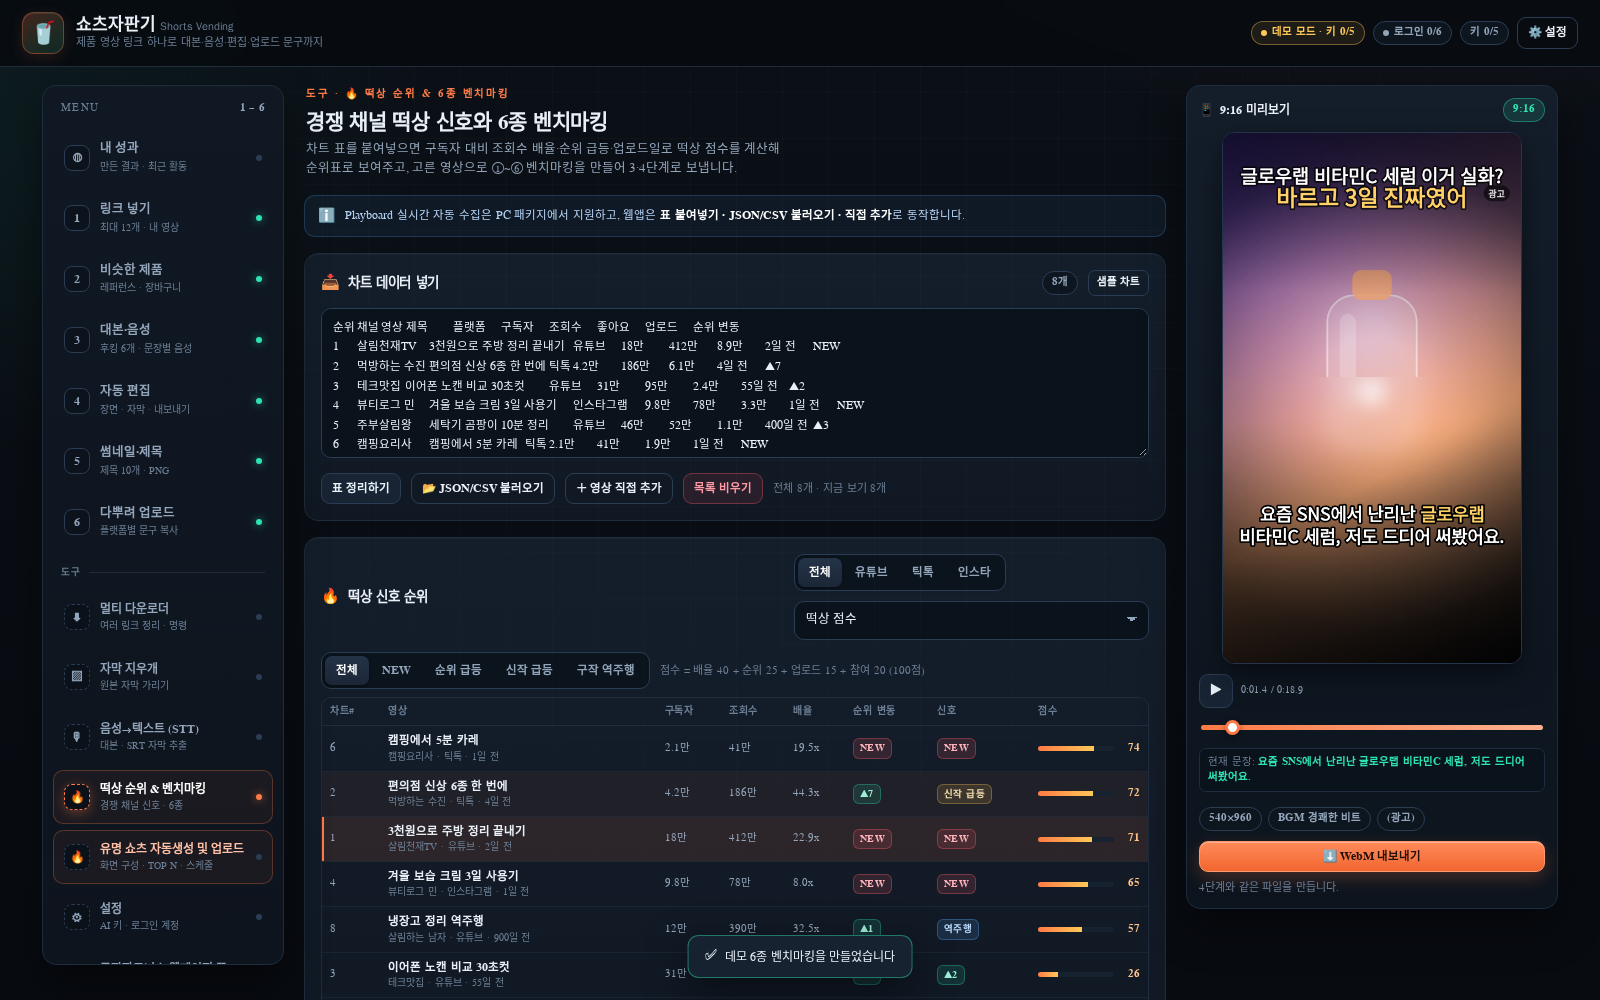 쇼츠자판기 Shorts Vending
제품 영상 링크 하나로 대본·음성·편집·업로드 문구까지
데모 모드 · 키 0/5
로그인 0/6
키 0/5
설정
MENU
1 – 6
내 성과
만든 결과 · 최근 활동
1
링크 넣기
최대 12개 · 내 영상
2
비슷한 제품
레퍼런스 · 장바구니
3
대본·음성
후킹 6개 · 문장별 음성
4
자동 편집
장면 · 자막 · 내보내기
5
썸네일·제목
제목 10개 · PNG
6
다뿌려 업로드
플랫폼별 문구 복사
도구
멀티 다운로더
여러 링크 정리 · 명령
자막 지우개
원본 자막 가리기
음성→텍스트 (STT)
대본 · SRT 자막 추출
떡상 순위 & 벤치마킹
경쟁 채널 신호 · 6종
유명 쇼츠 자동생성 및 업로드
화면 구성 · TOP N · 스케줄
설정
AI 키 · 로그인 계정
도구 · 🔥 떡상 순위 & 6종 벤치마킹
경쟁 채널 떡상 신호와 6종 벤치마킹
차트 표를 붙여넣으면 구독자 대비 조회수 배율·순위 급등·업로드일로 떡상 점수를 계산해
순위표로 보여주고, 고른 영상으로 ①~⑥ 벤치마킹을 만들어 3·4단계로 보냅니다.
Playboard 실시간 자동 수집은 PC 패키지에서 지원하고, 웹앱은 표 붙여넣기 · JSON/CSV 불러오기 · 직접 추가로 동작합니다.
차트 데이터 넣기
8개
샘플 차트
순위 채널 영상 제목 플랫폼 구독자 조회수 좋아요 업로드 순위 변동
1 살림천재TV 3천원으로 주방 정리 끝내기 유튜브 18만 412만 8.9만 2일 전 NEW
2 먹방하는 수진 편의점 신상 6종 한 번에 틱톡 4.2만 186만 6.1만 4일 전 ▲7
3 테크맛집 이어폰 노캔 비교 30초컷 유튜브 31만 95만 2.4만 55일 전 ▲2
4 뷰티로그 민 겨울 보습 크림 3일 사용기 인스타그램 9.8만 78만 3.3만 1일 전 NEW
5 주부살림왕 세탁기 곰팡이 10분 정리 유튜브 46만 52만 1.1만 400일 전 ▲3
6 캠핑요리사 캠핑에서 5분 카레 틱톡 2.1만 41만 1.9만 1일 전 NEW
표 정리하기
JSON/CSV 불러오기
＋ 영상 직접 추가
목록 비우기
전체 8개 · 지금 보기 8개
떡상 신호 순위
전체
유튜브
틱톡
인스타
떡상 점수
전체
NEW
순위 급등
신작 급등
구작 역주행
점수 = 배율 40 + 순위 25 + 업로드 15 + 참여 20 (100점)
차트# 영상 구독자 조회수 배율 순위 변동 신호 점수
6 캠핑에서 5분 카레 2.1만 41만 19.5x NEW NEW 74
캠핑요리사 · 틱톡 · 1일 전
2 편의점 신상 6종 한 번에 4.2만 186만 44.3x ▲7 신작 급등 72
먹방하는 수진 · 틱톡 · 4일 전
1 3천원으로 주방 정리 끝내기 18만 412만 22.9x NEW NEW 71
살림천재TV · 유튜브 · 2일 전
4 겨울 보습 크림 3일 사용기 9.8만 78만 8.0x NEW NEW 65
뷰티로그 민 · 인스타그램 · 1일 전
8 냉장고 정리 역주행 12만 390만 32.5x ▲1 역주행 57
살림하는 남자 · 유튜브 · 900일 전
3 이어폰 노캔 비교 30초컷 31만 ▲2 26
테크맛집 · 유튜브 · 55일 전
데모 6종 벤치마킹을 만들었습니다
9:16 미리보기
9:16
글로우랩 비타민C 세럼 이거 실화?
바르고 3일 진짜였어
광고
요즘 SNS에서 난리난 글로우랩
비타민C 세럼, 저도 드디어 써봤어요.
0:01.4 / 0:18.9
현재 문장: 요즘 SNS에서 난리난 글로우랩 비타민C 세럼, 저도 드디어
써봤어요.
540×960
BGM 경쾌한 비트
(광고)
WebM 내보내기
4단계와 같은 파일을 만듭니다.